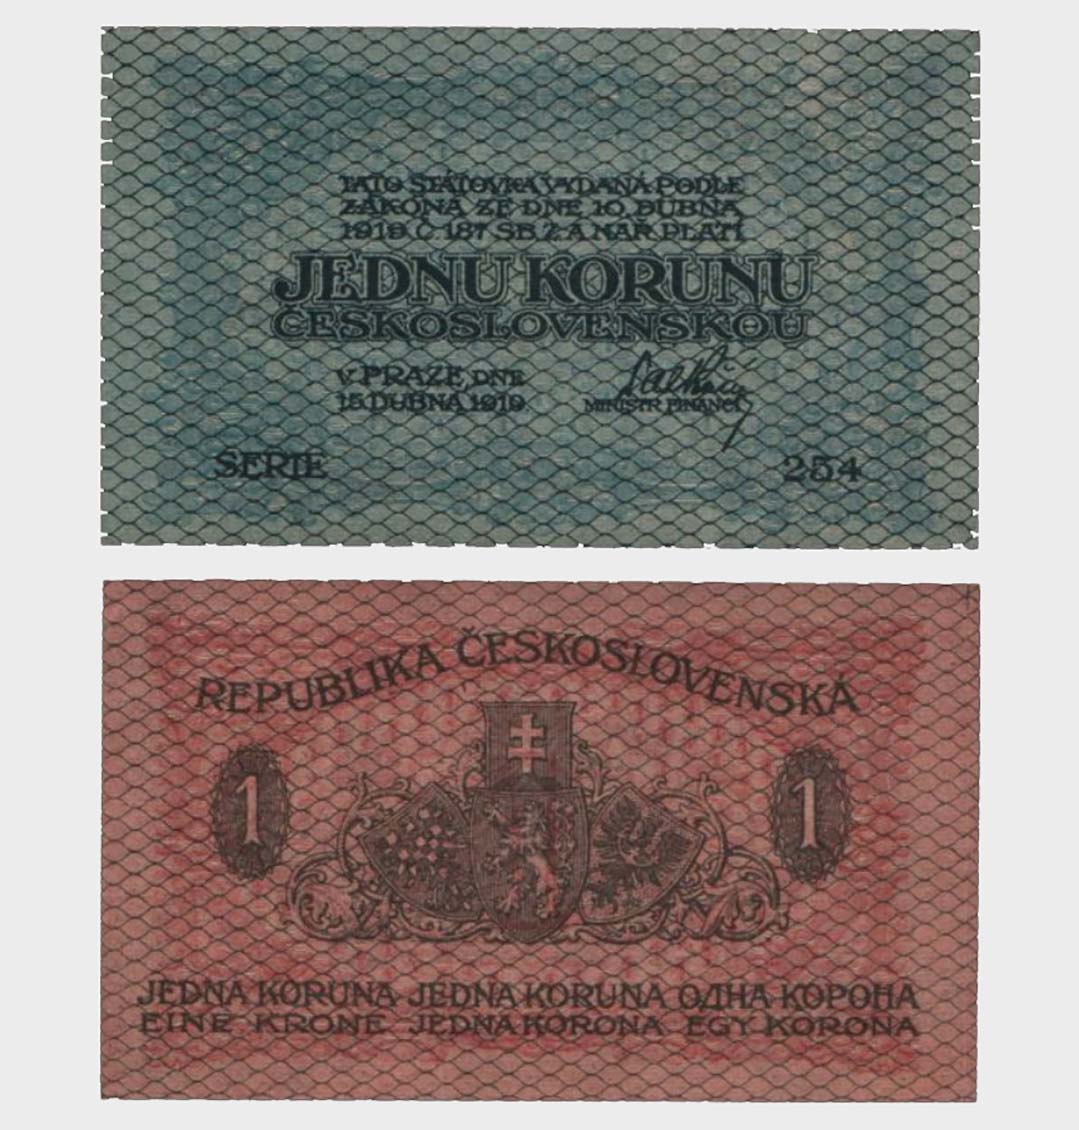 TATO STÁTOVKA VYDANÁ PODLE
ZÁKONA ZE DNE 10. DUBNA
1919 Č. 187 SB. Z. A NAŘ. PLATÍ
JEDNU KORUNU
ČESKOSLOVENSKOU
V PRAZE, DNE
15. DUBNA 1919
MINISTR FINANCÍ
SERIE 254
REPUBLIKA ČESKOSLOVENSKÁ
1 1
JEDNA KORUNA JEDNA KORUNA ОДНА КОРОНА
EINE KRONE JEDNA KORONA EGY KORONA